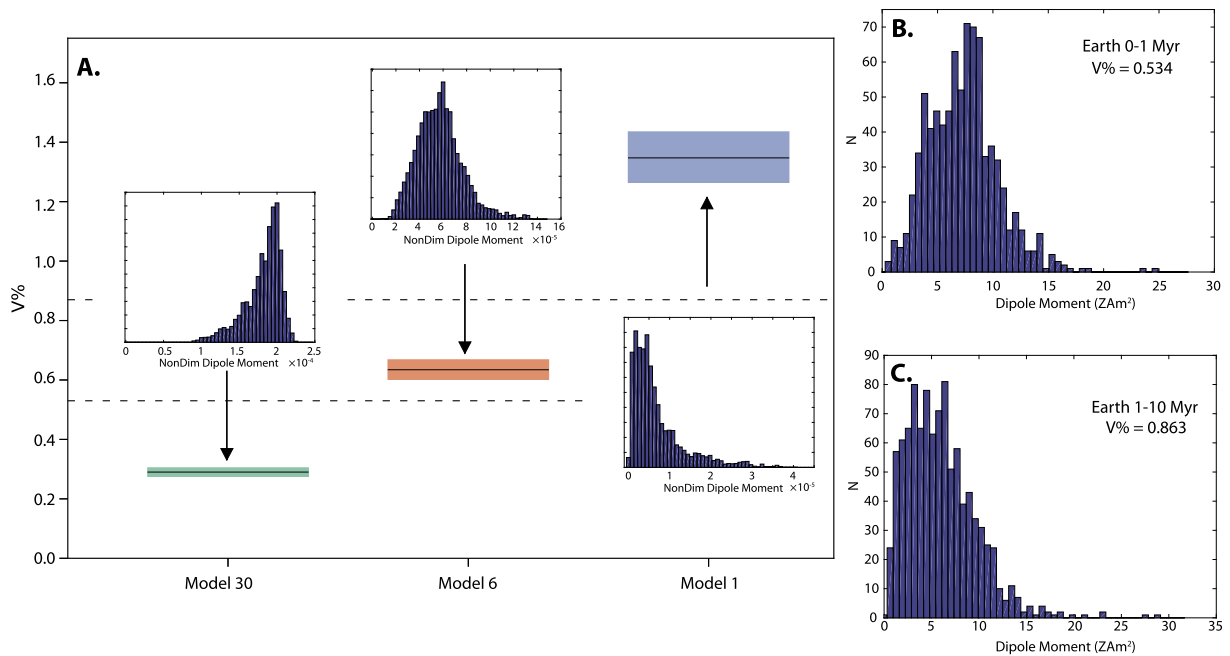 A.
V%
1.6
1.4
1.2
1.0
0.8
0.6
0.4
0.2
0.0
Model 30
Model 6
Model 1
0 0.5 1 1.5 2 2.5
NonDim Dipole Moment ×10⁻⁴
0 2 4 6 8 10 12 14 16
NonDim Dipole Moment ×10⁻⁵
0 1 2 3 4
NonDim Dipole Moment ×10⁻⁵
B.
Earth 0-1 Myr
V% = 0.534
N
70
60
50
40
30
20
10
0
0 5 10 15 20 25 30
Dipole Moment (ZAm²)
C.
Earth 1-10 Myr
V% = 0.863
N
90
80
70
60
50
40
30
20
10
0
0 5 10 15 20 25 30 35
Dipole Moment (ZAm²)